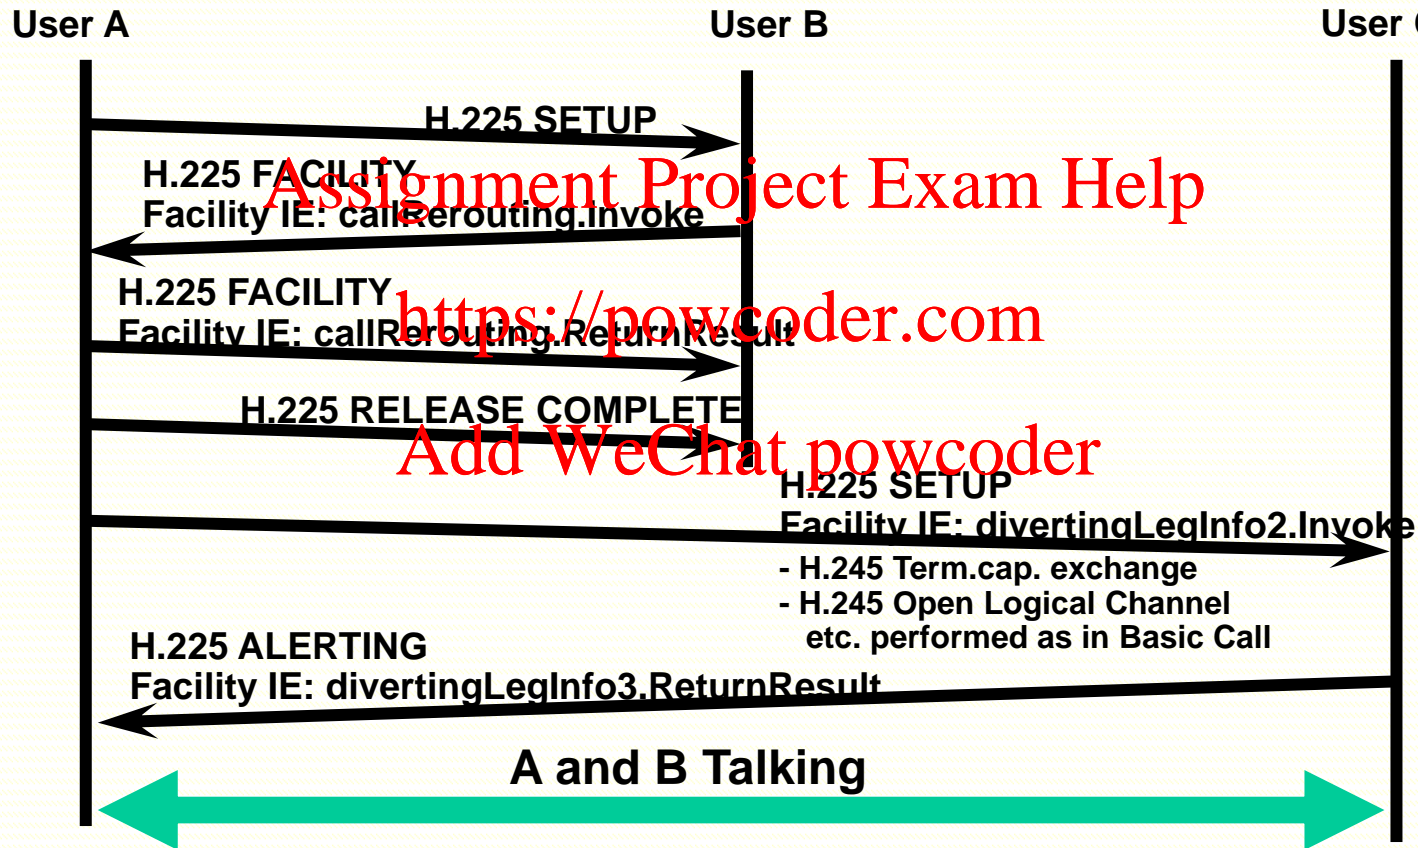 User A
User B
User
H.225 SETUP
H.225 FACILITY
Facility IE: callRerouting.Invoke
Assignment Project Exam Help
H.225 FACILITY
Facility IE: callRerouting.ReturnResult
https://powcoder.com
H.225 RELEASE COMPLETE
Add WeChat powcoder
H.225 SETUP
Facility IE: divertingLegInfo2.Invoke
- H.245 Term.cap. exchange
- H.245 Open Logical Channel
etc. performed as in Basic Call
H.225 ALERTING
Facility IE: divertingLegInfo3.ReturnResult
A and B Talking